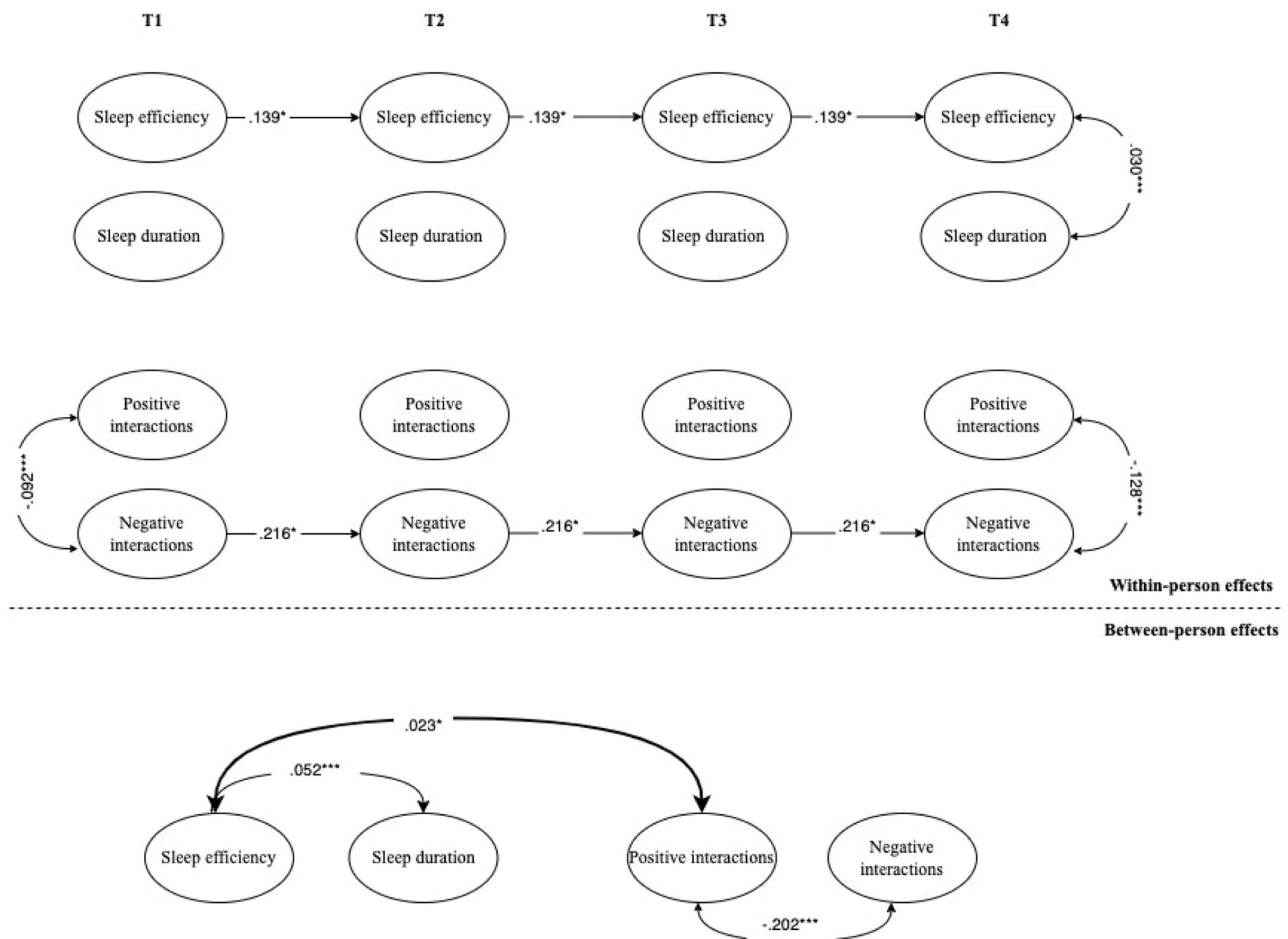 T1 T2 T3 T4
Sleep efficiency .139* Sleep efficiency .139* Sleep efficiency .139* Sleep efficiency
.030***
Sleep duration Sleep duration Sleep duration Sleep duration
Positive interactions Positive interactions Positive interactions Positive interactions
-.092*** -.128***
Negative interactions .216* Negative interactions .216* Negative interactions .216* Negative interactions
Within-person effects
Between-person effects
.023*
.052***
Sleep efficiency Sleep duration Positive interactions Negative interactions
-.202***